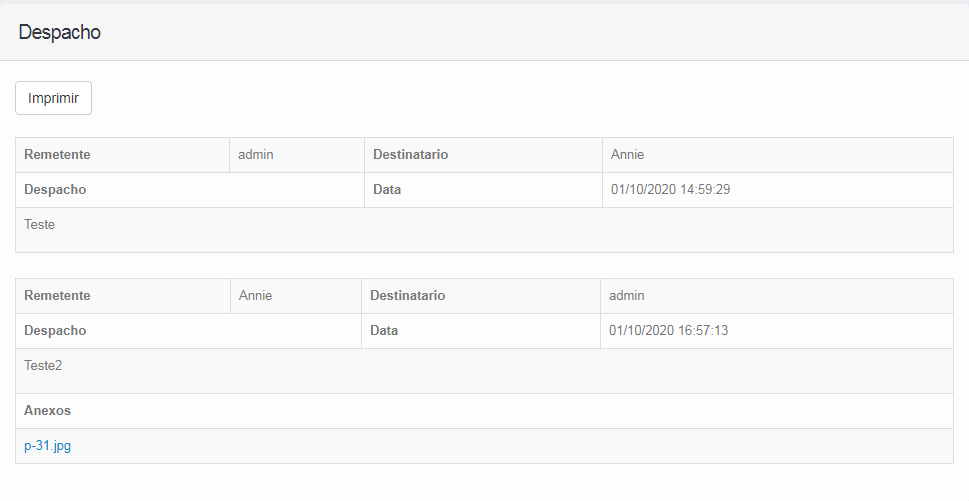 Despacho
Imprimir
Remetente admin Destinatario Annie
Despacho Data 01/10/2020 14:59:29
Teste
Remetente Annie Destinatario admin
Despacho Data 01/10/2020 16:57:13
Teste2
Anexos
p-31.jpg